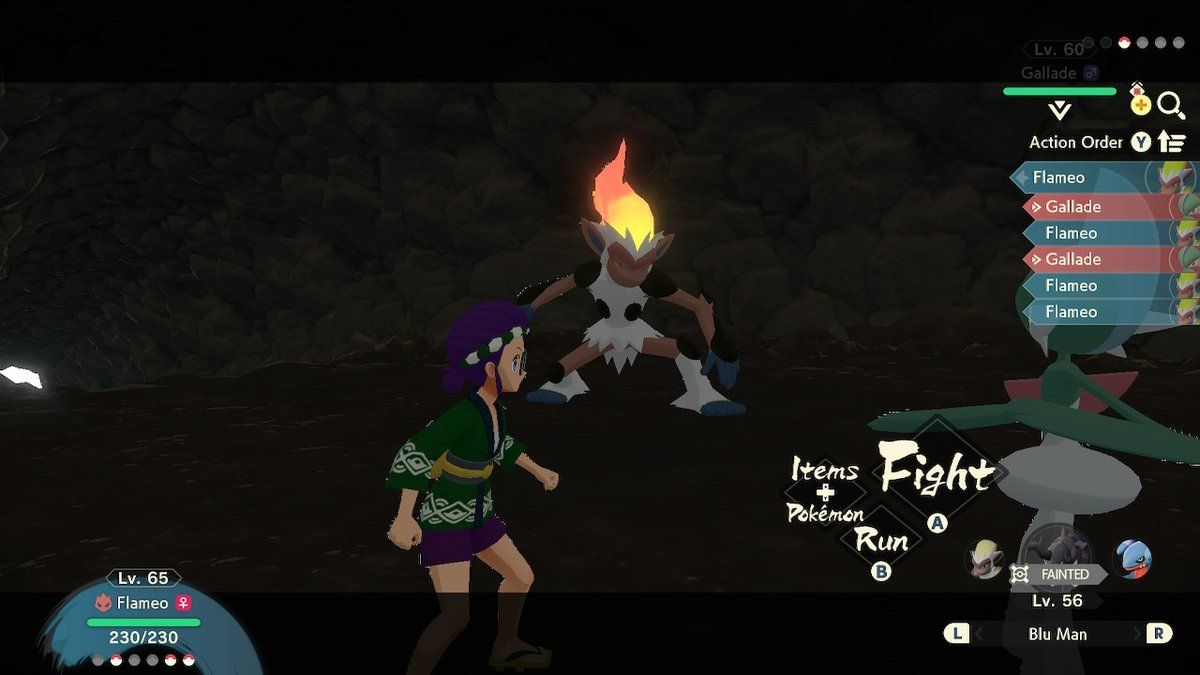 Lv. 60
Gallade ♂
Action Order Y
Flameo
Gallade
Flameo
Gallade
Flameo
Flameo
Items
+
Pokémon
Fight
A
Run
B
FAINTED
Lv. 56
L Blu Man R
Lv. 65
Flameo ♀
230/230